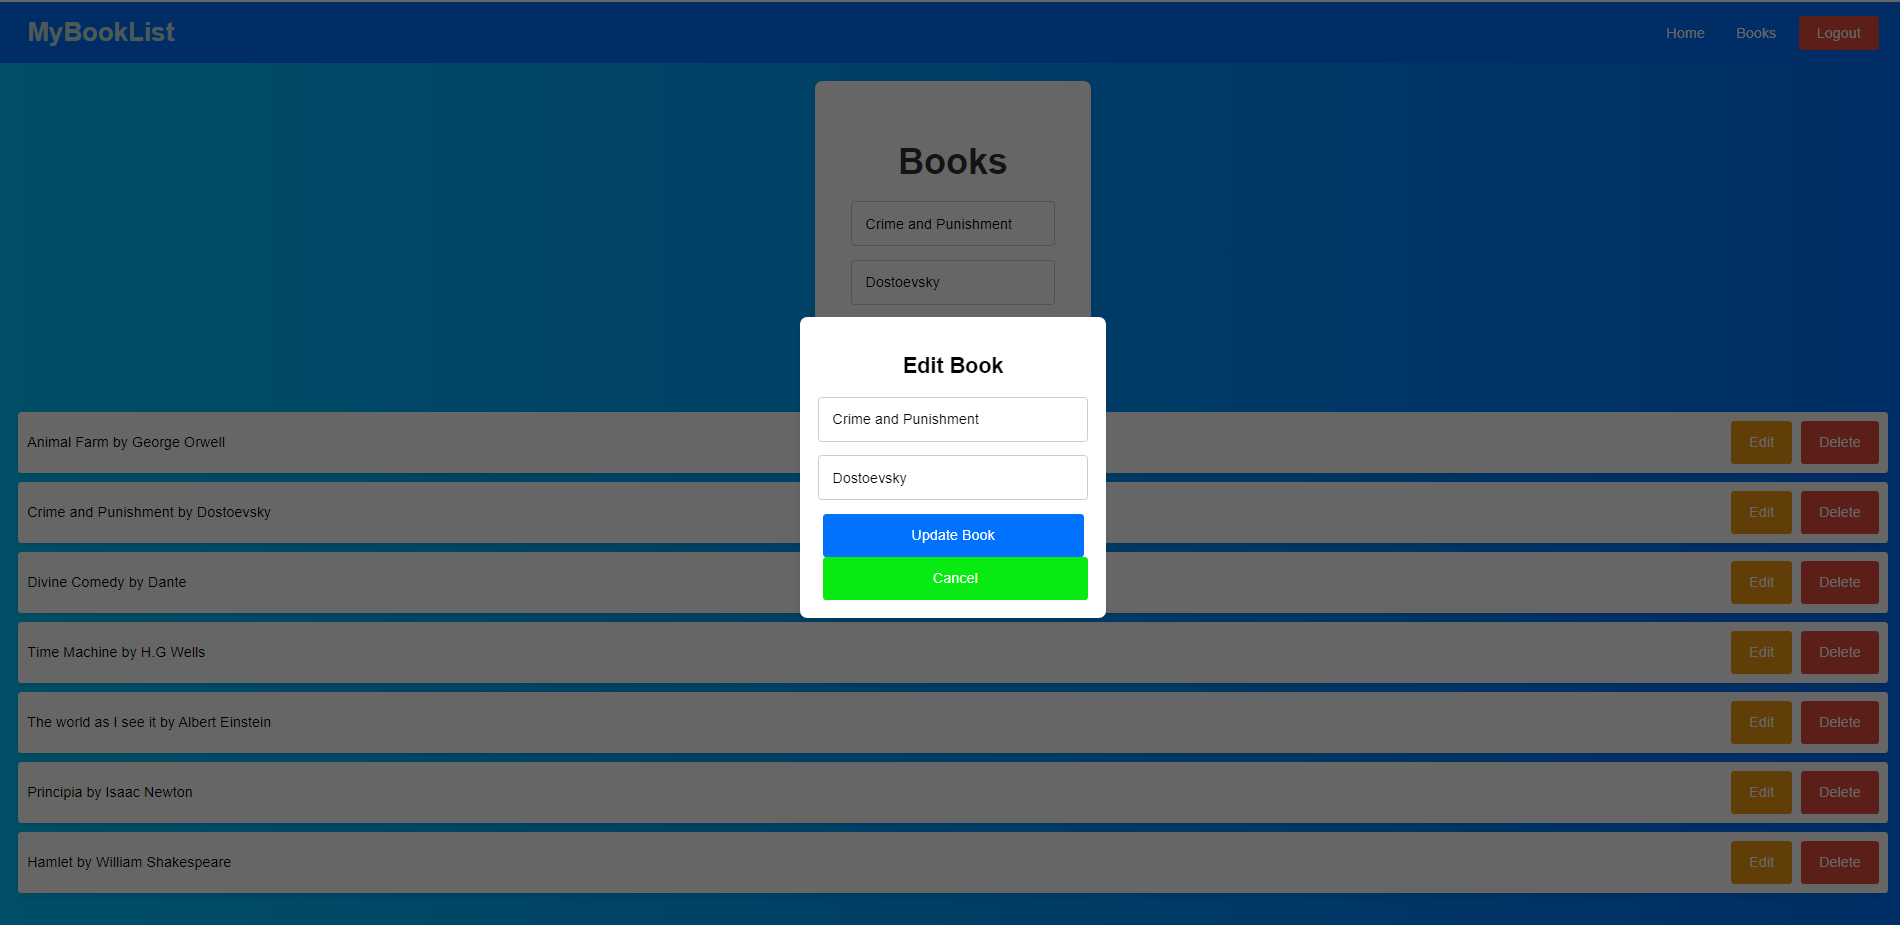 MyBookList
Home Books Logout
Books
Crime and Punishment
Dostoevsky
Edit Book
Crime and Punishment
Dostoevsky
Update Book
Cancel
Animal Farm by George Orwell Edit Delete
Crime and Punishment by Dostoevsky Edit Delete
Divine Comedy by Dante Edit Delete
Time Machine by H.G Wells Edit Delete
The world as I see it by Albert Einstein Edit Delete
Principia by Isaac Newton Edit Delete
Hamlet by William Shakespeare Edit Delete